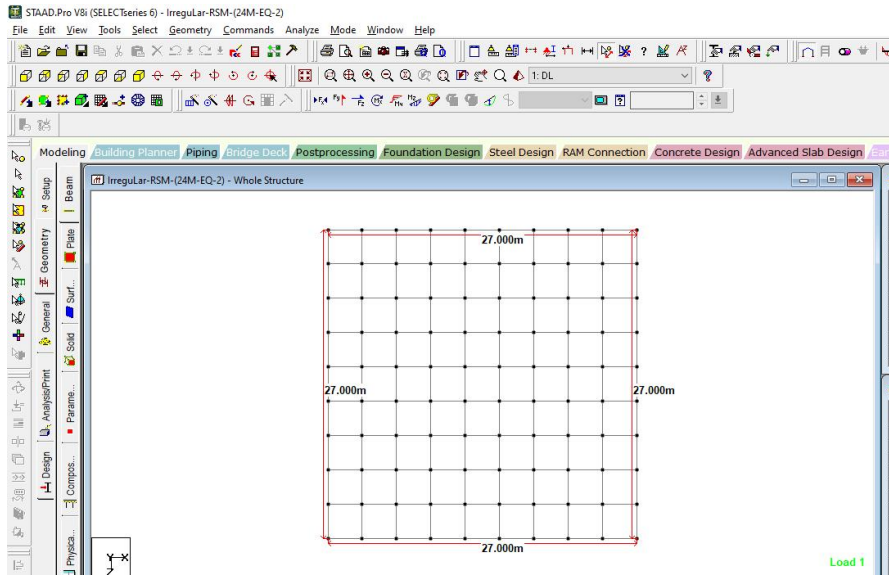 STAAD.Pro V8i (SELECTseries 6) - IrreguLar-RSM-(24M-EQ-2)
File Edit View Tools Select Geometry Commands Analyze Mode Window Help
1: DL
Modeling Building Planner Piping Bridge Deck Postprocessing Foundation Design Steel Design RAM Connection Concrete Design Advanced Slab Design Ear
IrreguLar-RSM-(24M-EQ-2) - Whole Structure
Setup
Geometry
General
Analysis/Print
Design
Beam
Plate
Surf...
Solid
Parame...
Compos...
Physica...
27.000m
27.000m
27.000m
27.000m
Y X
Z
Load 1